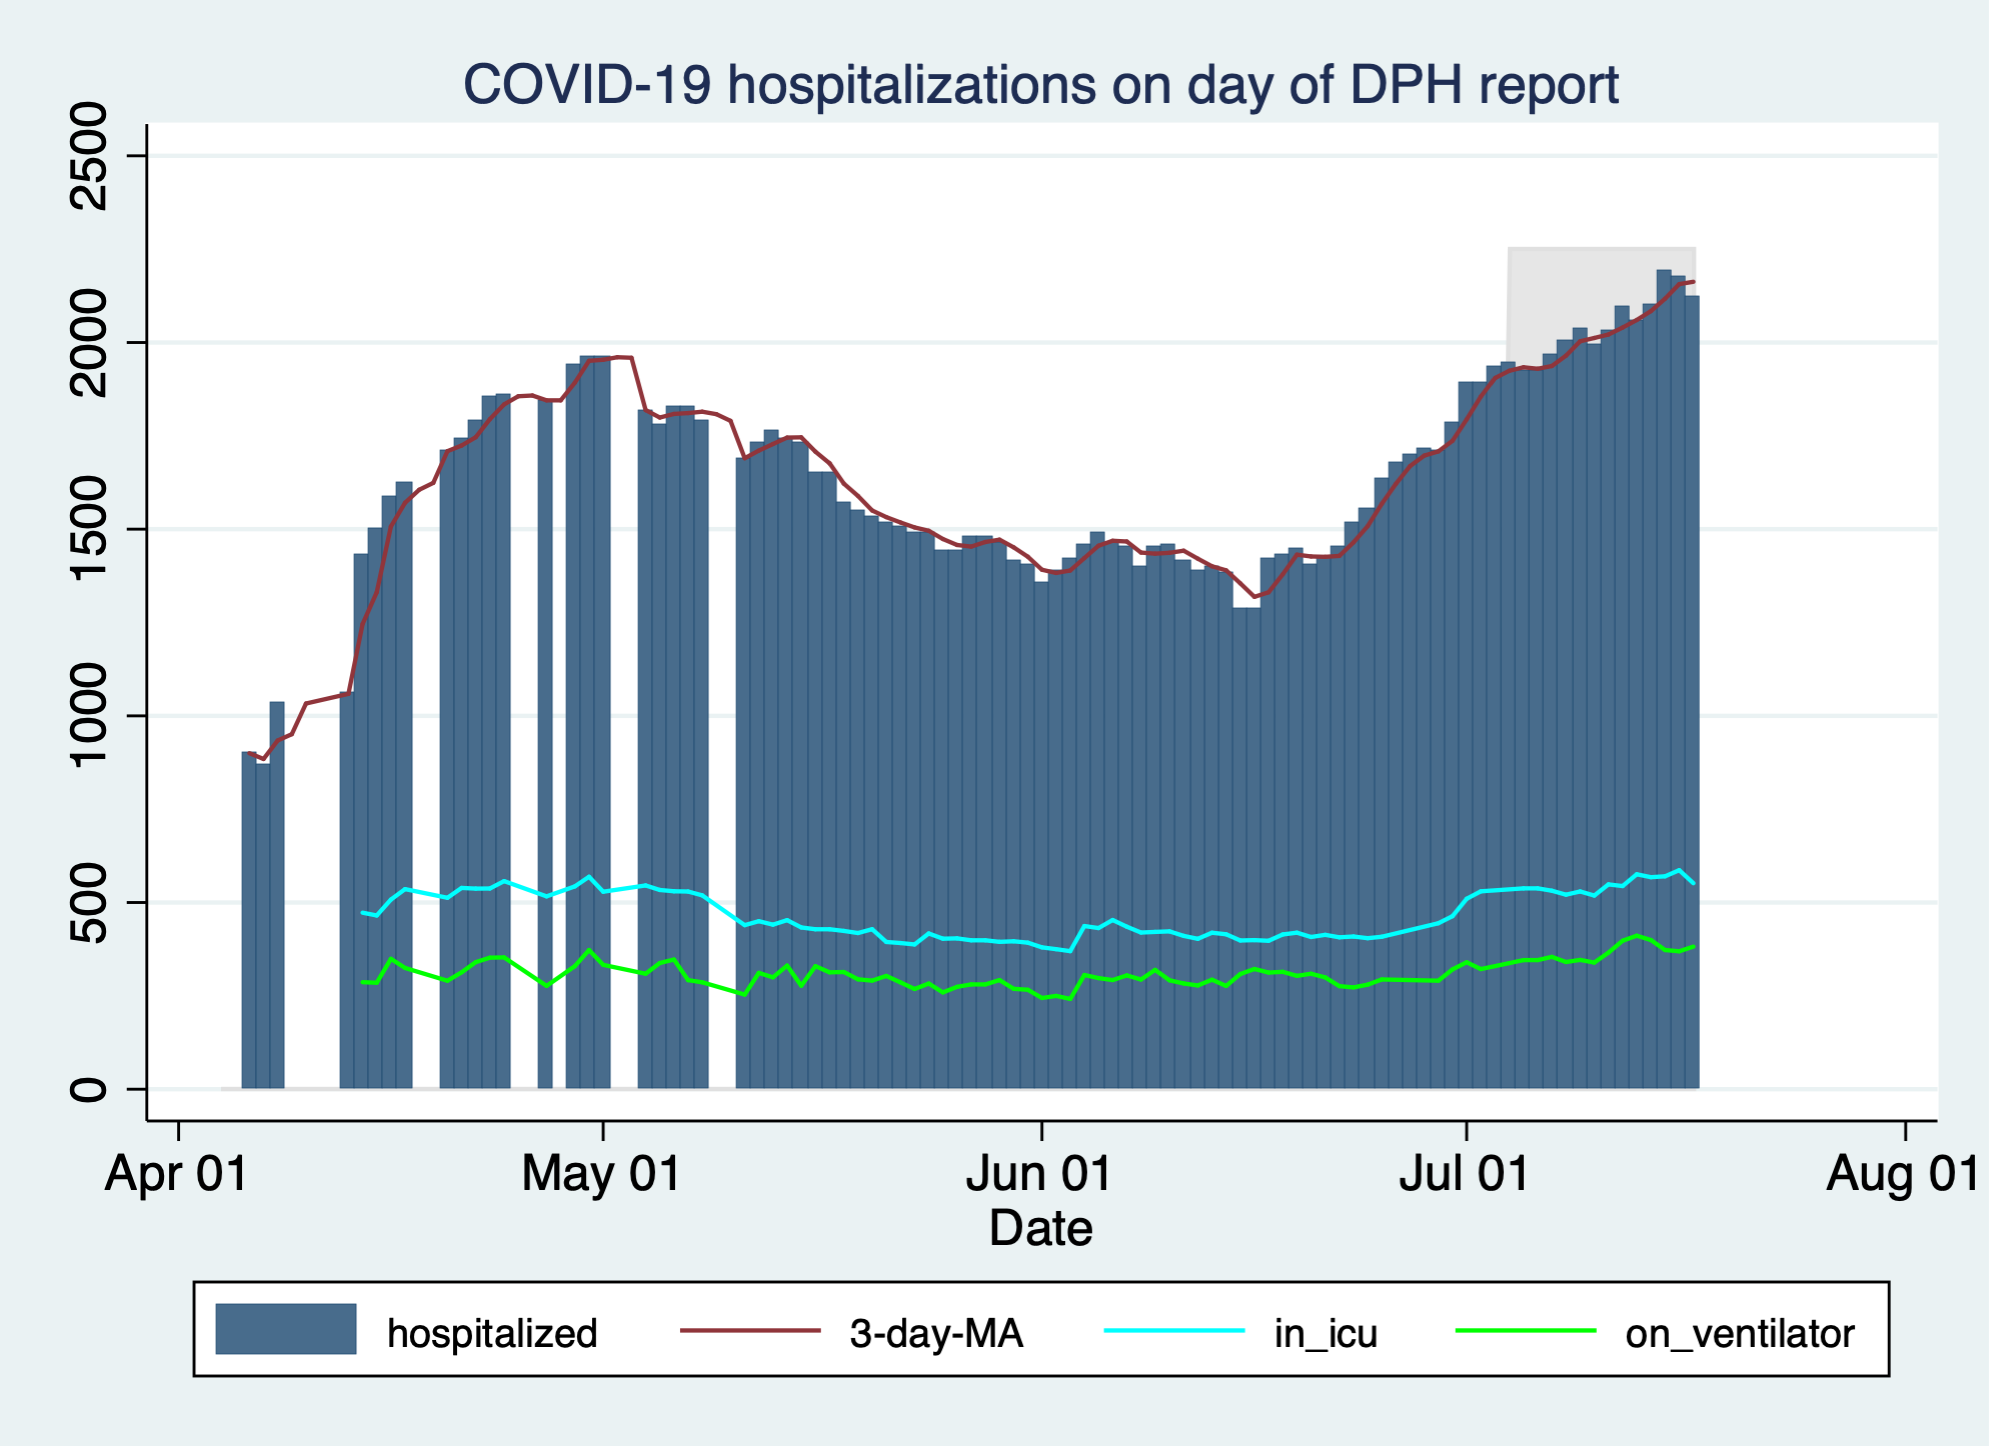 COVID-19 hospitalizations on day of DPH report
2500
2000
1500
1000
500
0
Apr 01 May 01 Jun 01 Jul 01 Aug 01
Date
hospitalized 3-day-MA in_icu on_ventilator